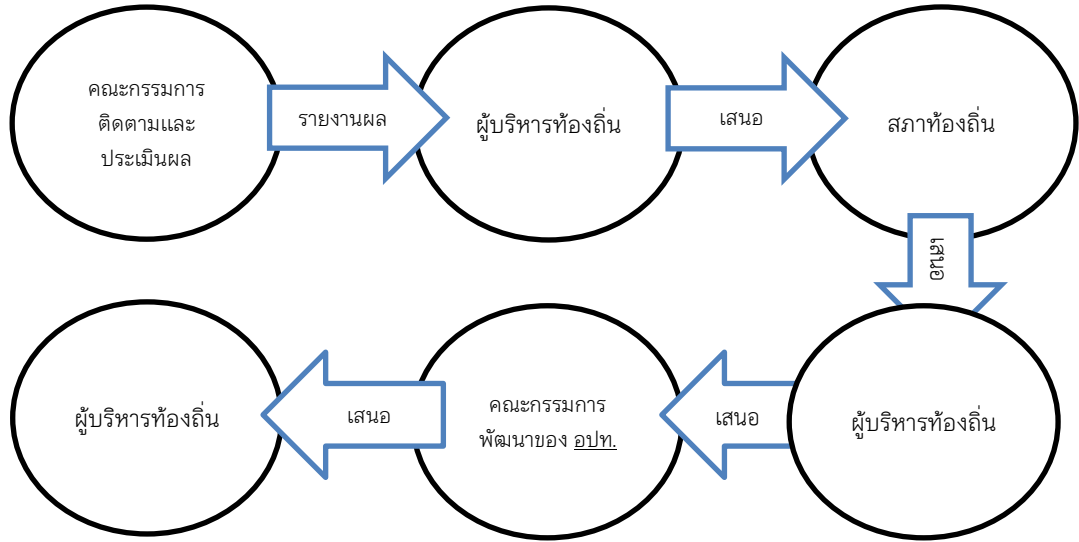 คณะกรรมการ
ติดตามและ
ประเมินผล
รายงานผล
ผู้บริหารท้องถิ่น
เสนอ
สภาท้องถิ่น
เสนอ
ผู้บริหารท้องถิ่น
เสนอ
คณะกรรมการ
พัฒนาของ อปท.
เสนอ
ผู้บริหารท้องถิ่น